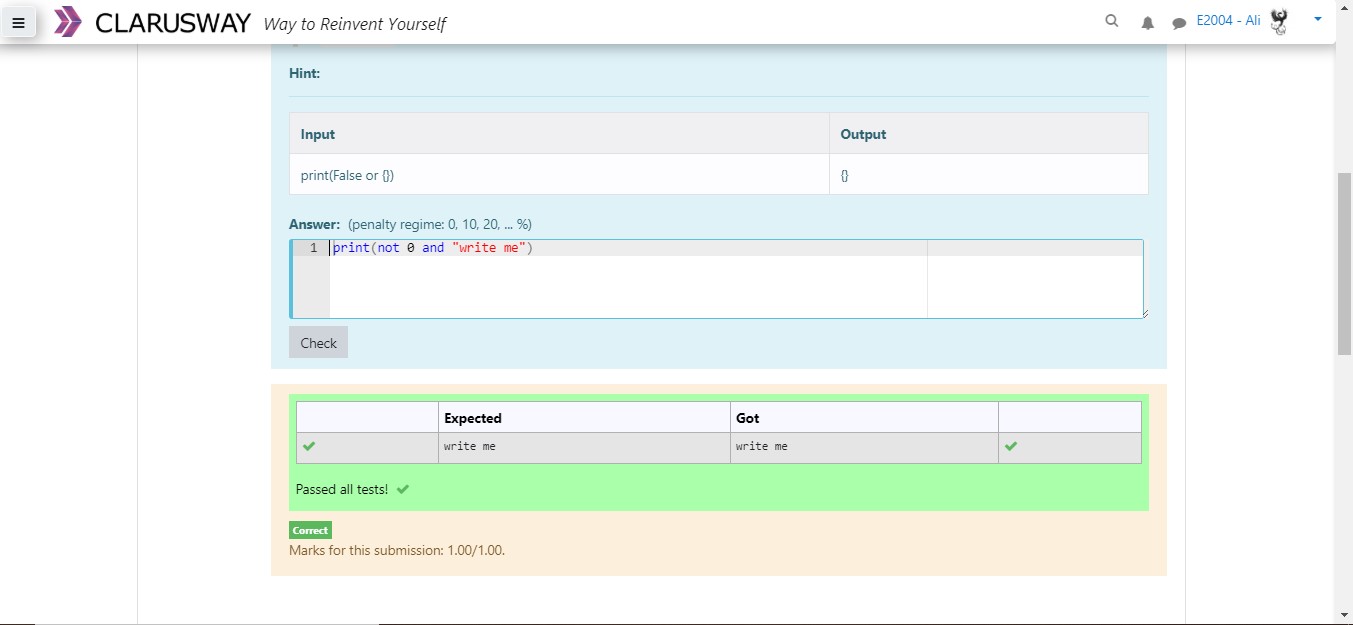 CLARUSWAY Way to Reinvent Yourself E2004 - Ali
Hint:
Input Output
print(False or {}) {}
Answer: (penalty regime: 0, 10, 20, ... %)
1 print(not 0 and "write me")
Check
Expected Got
write me write me
Passed all tests!
Correct
Marks for this submission: 1.00/1.00.